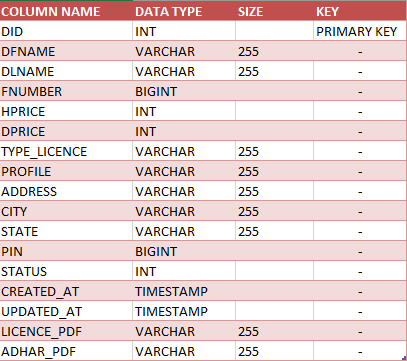 COLUMN NAME DATA TYPE SIZE KEY
DID INT PRIMARY KEY
DFNAME VARCHAR 255 -
DLNAME VARCHAR 255 -
FNUMBER BIGINT -
HPRICE INT -
DPRICE INT -
TYPE_LICENCE VARCHAR 255 -
PROFILE VARCHAR 255 -
ADDRESS VARCHAR 255 -
CITY VARCHAR 255 -
STATE VARCHAR 255 -
PIN BIGINT -
STATUS INT -
CREATED_AT TIMESTAMP -
UPDATED_AT TIMESTAMP -
LICENCE_PDF VARCHAR 255 -
ADHAR_PDF VARCHAR 255 -